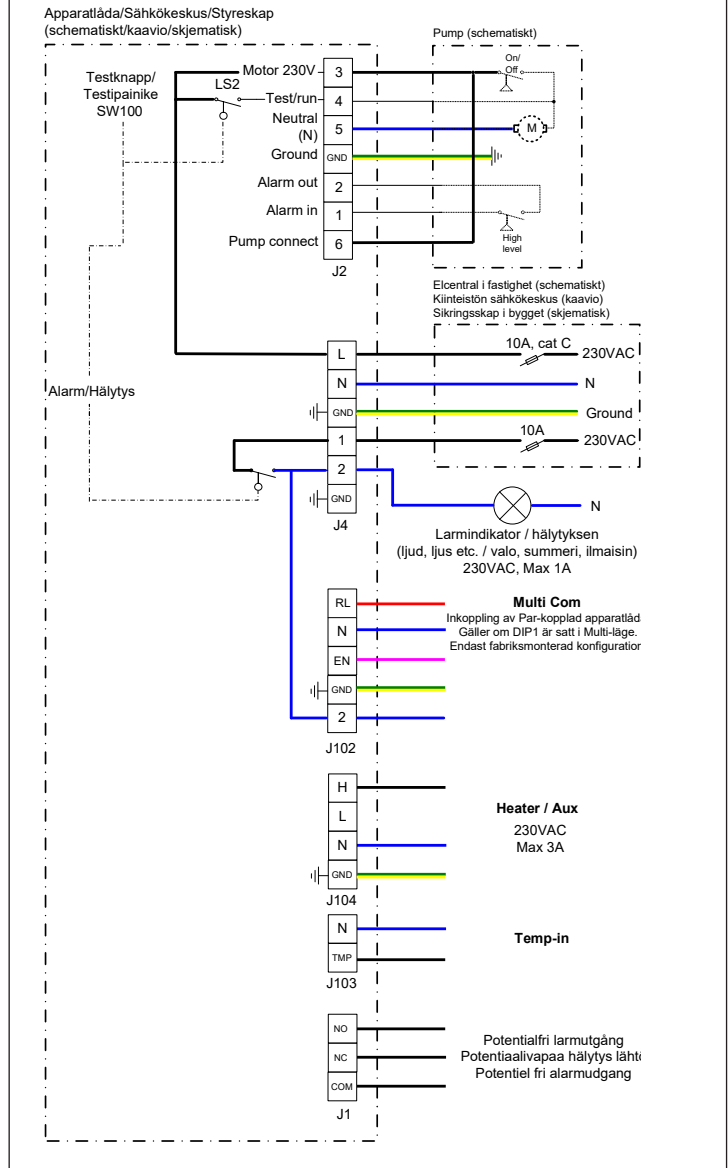 Apparatlåda/Sähkökeskus/Styreskap
(schematiskt/kaavio/skjematisk)
Testknapp/
Testipainike
SW100
LS2
Motor 230V
3
Test/run
4
Neutral
(N)
5
Ground
GND
Alarm out
2
Alarm in
1
Pump connect
6
J2
Pump (schematiskt)
On/
Off
M
High
level
Elcentral i fastighet (schematiskt)
Kiinteistön sähkökeskus (kaavio)
Sikringsskap i bygget (skjematisk)
L
10A, cat C
230VAC
N
N
GND
Ground
1
10A
230VAC
2
N
GND
J4
Alarm/Hälytys
Larmindikator / hälytyksen
(ljud, ljus etc. / valo, summeri, ilmaisin)
230VAC, Max 1A
RL
N
EN
GND
2
J102
Multi Com
Inkoppling av Par-kopplad apparatlåd
Gäller om DIP1 är satt i Multi-läge.
Endast fabriksmonterad konfiguration
H
L
N
GND
J104
Heater / Aux
230VAC
Max 3A
N
TMP
J103
Temp-in
NO
NC
COM
J1
Potentialfri larmutgång
Potentiaalivapaa hälytys läht
Potentiel fri alarmudgang